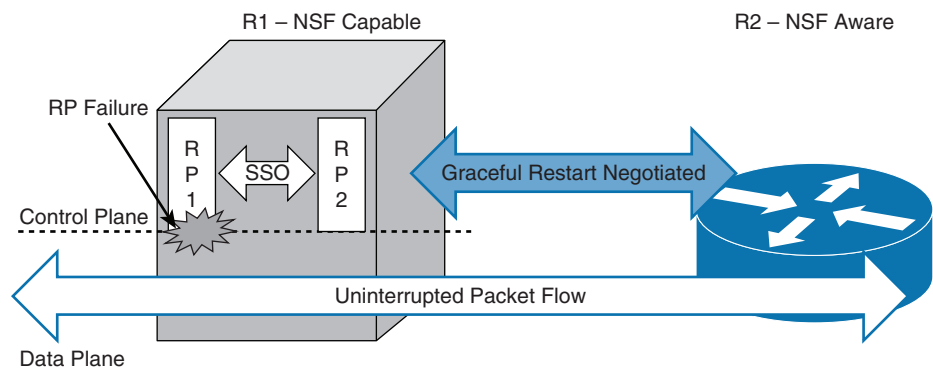 R1 – NSF Capable
R2 – NSF Aware
RP Failure
R
P
1
SSO
R
P
2
Graceful Restart Negotiated
Control Plane
Uninterrupted Packet Flow
Data Plane